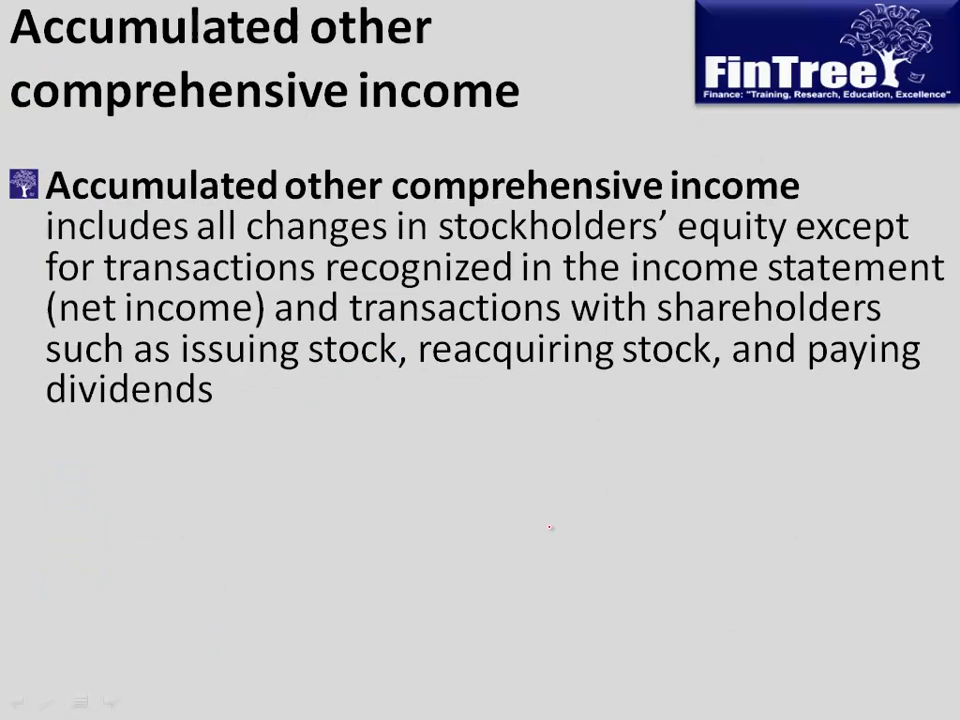 Accumulated other
comprehensive income
FinTree
Finance: "Training, Research, Education, Excellence"
Accumulated other comprehensive income
includes all changes in stockholders’ equity except
for transactions recognized in the income statement
(net income) and transactions with shareholders
such as issuing stock, reacquiring stock, and paying
dividends